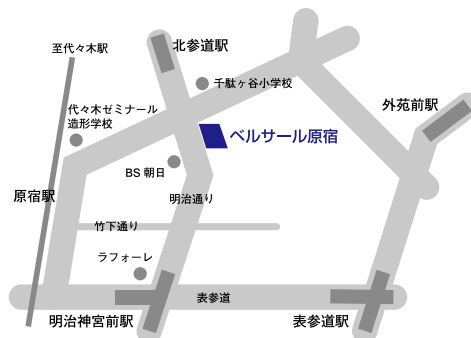 至代々木駅
北参道駅
千駄ヶ谷小学校
代々木ゼミナール
造形学校
外苑前駅
ベルサール原宿
BS 朝日
原宿駅
明治通り
竹下通り
ラフォーレ
表参道
明治神宮前駅
表参道駅